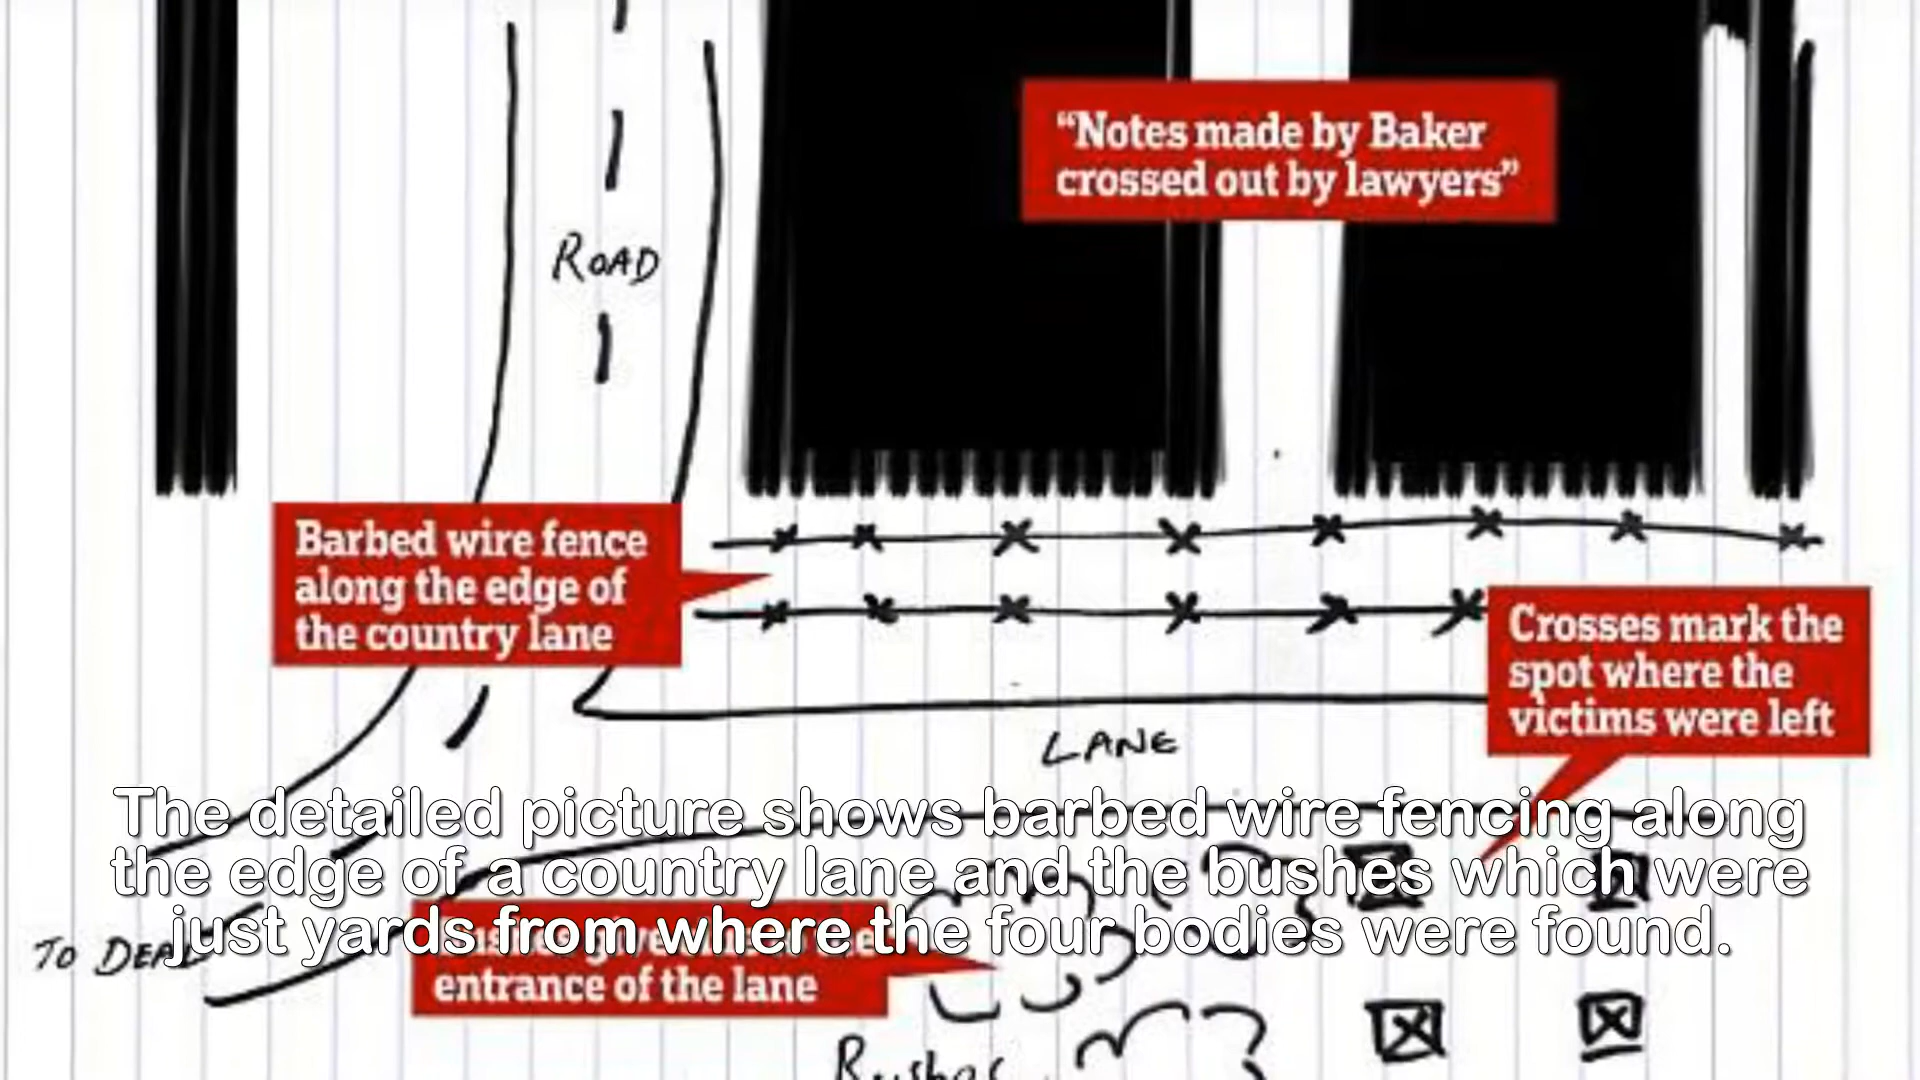 “Notes made by Baker
crossed out by lawyers”
ROAD
Barbed wire fence
along the edge of
the country lane
Crosses mark the
spot where the
victims were left
LANE
The detailed picture shows barbed wire fencing along
the edge of a country lane and the bushes which were
just yards from where the four bodies were found.
TO
entrance of the lane
Bushes